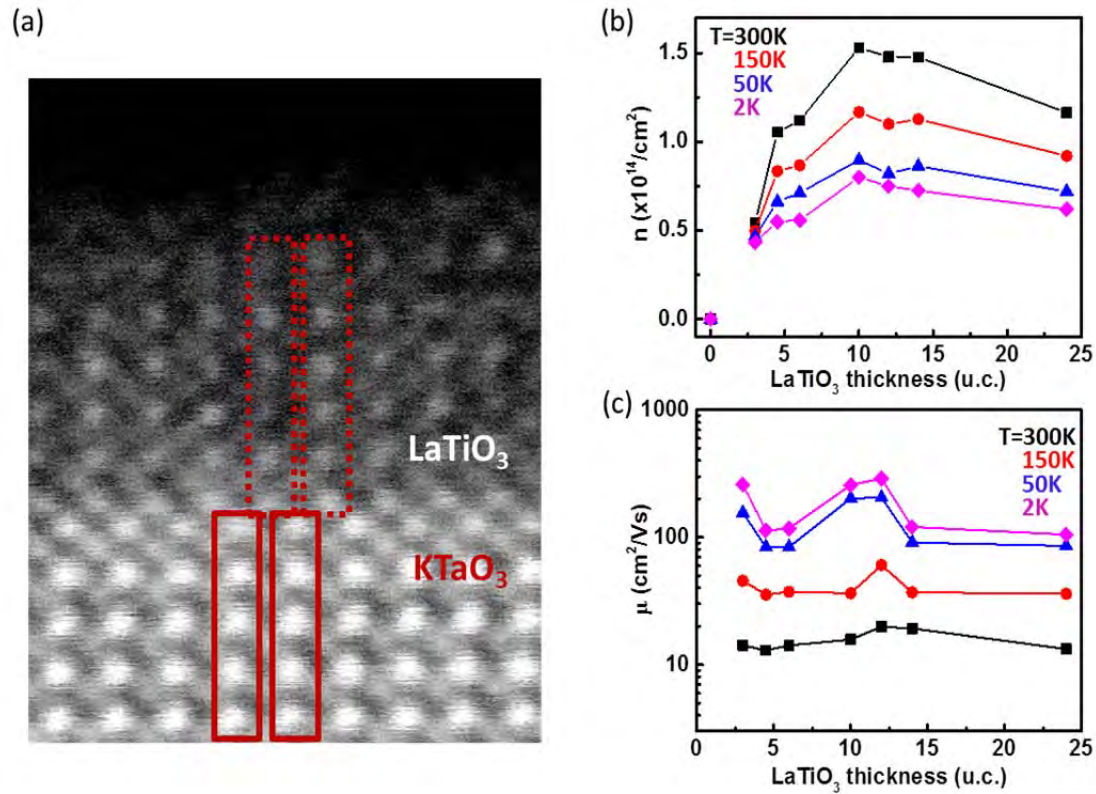 (a)
LaTiO₃
KTaO₃
(b)
T=300K
150K
50K
2K
n (x10¹⁴/cm²)
1.5
1.0
0.5
0.0
0 5 10 15 20 25
LaTiO₃ thickness (u.c.)
(c)
T=300K
150K
50K
2K
μ (cm²/Vs)
1000
100
10
0 5 10 15 20 25
LaTiO₃ thickness (u.c.)